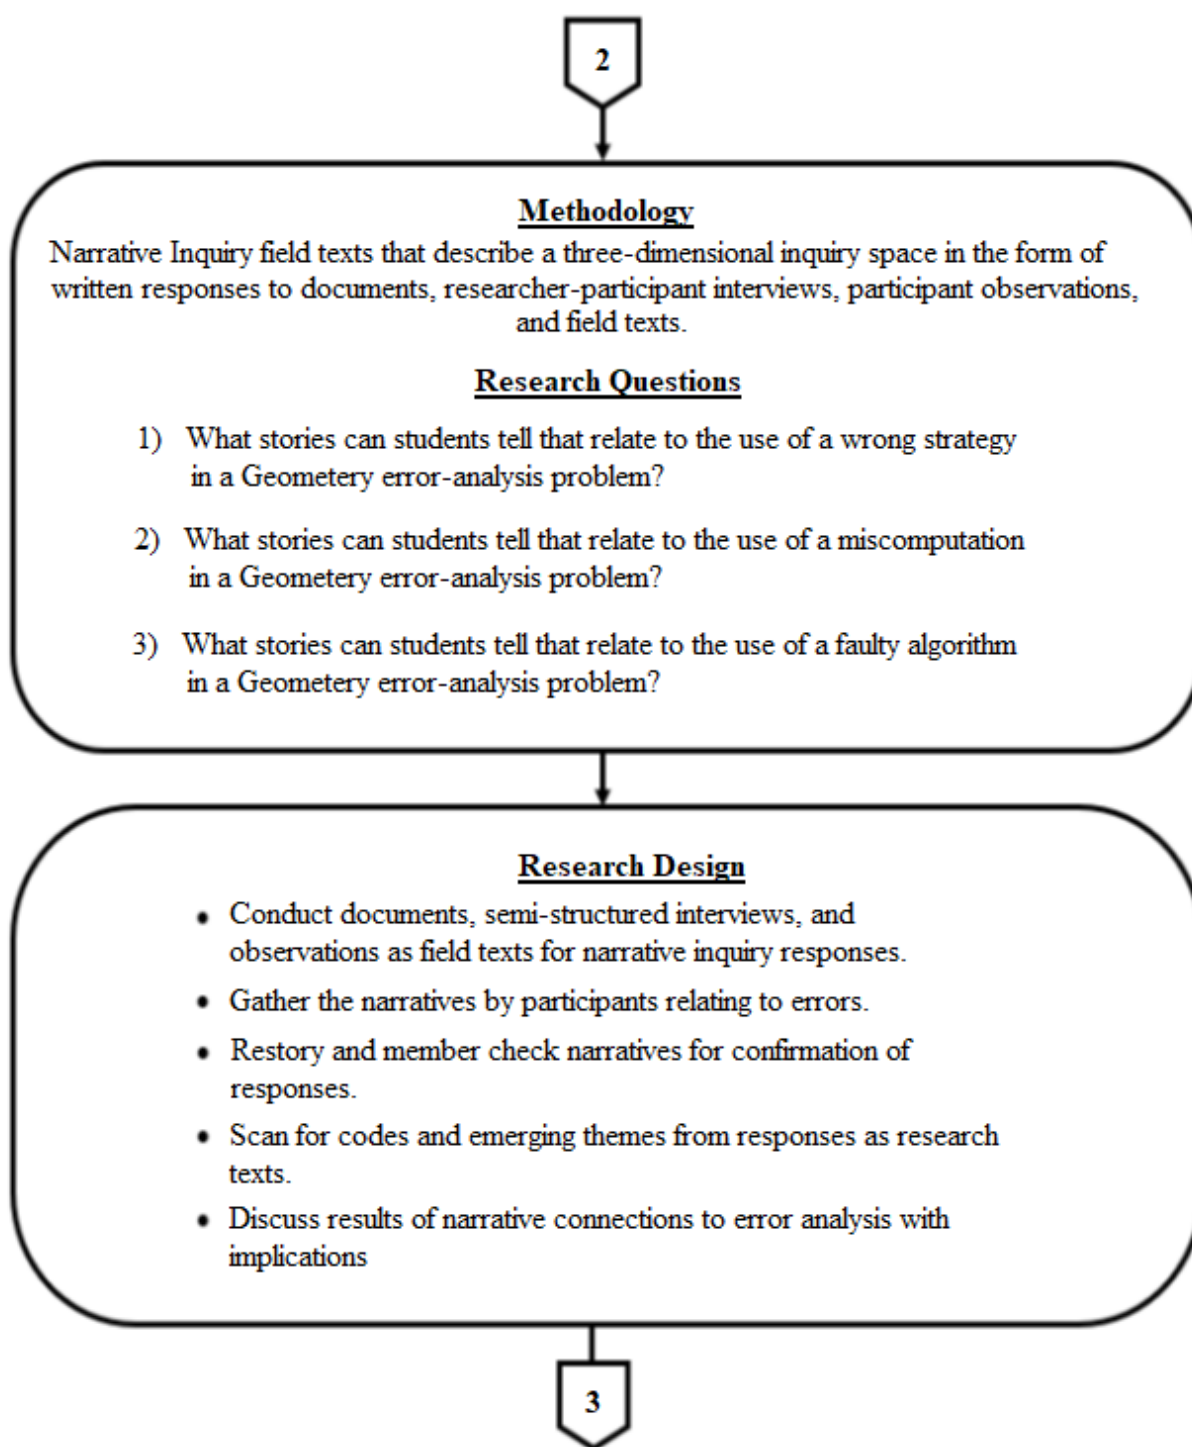 2
Methodology
Narrative Inquiry field texts that describe a three-dimensional inquiry space in the form of
written responses to documents, researcher-participant interviews, participant observations,
and field texts.
Research Questions
1) What stories can students tell that relate to the use of a wrong strategy
in a Geometery error-analysis problem?
2) What stories can students tell that relate to the use of a miscomputation
in a Geometery error-analysis problem?
3) What stories can students tell that relate to the use of a faulty algorithm
in a Geometery error-analysis problem?
Research Design
• Conduct documents, semi-structured interviews, and
observations as field texts for narrative inquiry responses.
• Gather the narratives by participants relating to errors.
• Restory and member check narratives for confirmation of
responses.
• Scan for codes and emerging themes from responses as research
texts.
• Discuss results of narrative connections to error analysis with
implications
3